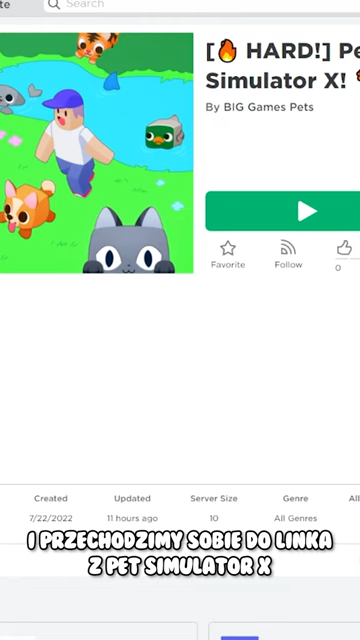 Search
[🔥 HARD!] Pe
Simulator X!
By BIG Games Pets
Favorite
Follow
0
Created
Updated
Server Size
Genre
7/22/2022
11 hours ago
10
All Genres
I PRZECHODZIMY SOBIE DO LINKA
Z PET SIMULATOR X